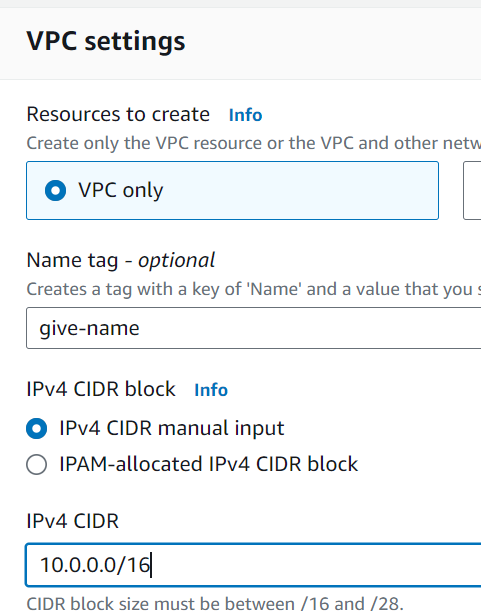 VPC settings
Resources to create Info
Create only the VPC resource or the VPC and other netw
VPC only
Name tag - optional
Creates a tag with a key of 'Name' and a value that you s
give-name
IPv4 CIDR block Info
IPv4 CIDR manual input
IPAM-allocated IPv4 CIDR block
IPv4 CIDR
10.0.0.0/16
CIDR block size must be between /16 and /28.